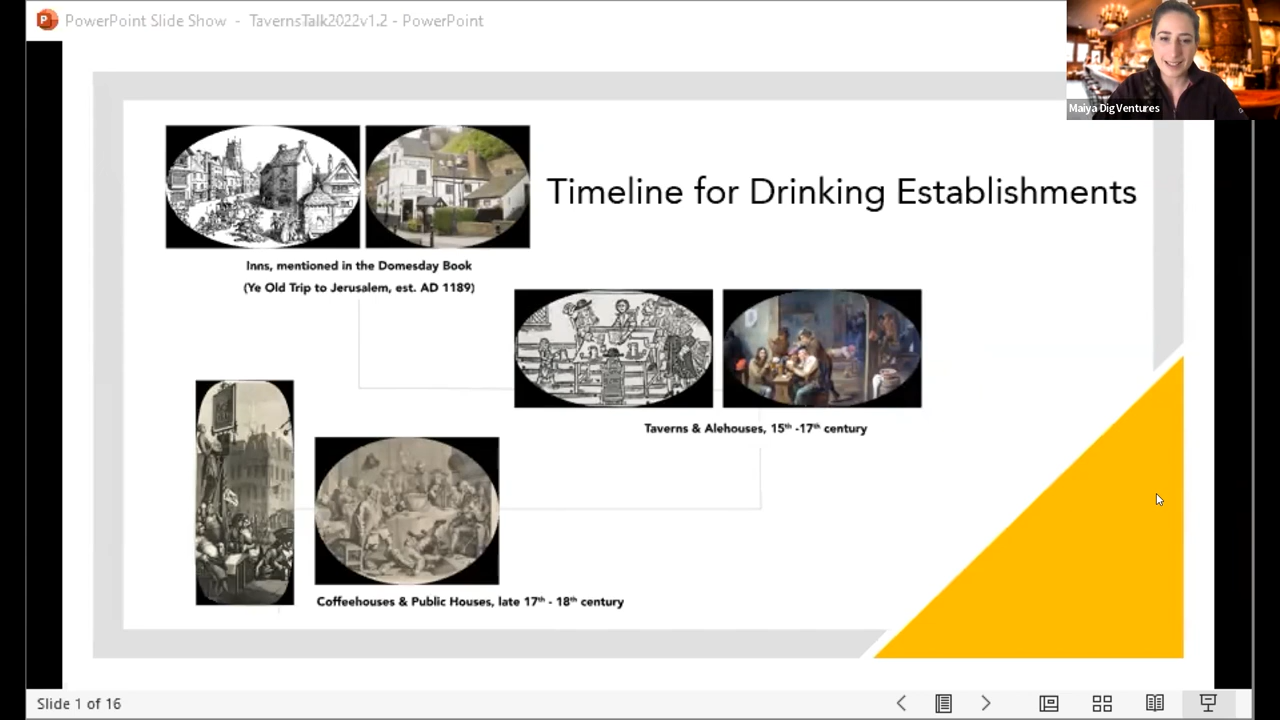 PowerPoint Slide Show - TavernsTalk2022v1.2 - PowerPoint
Maiya DigVentures
Timeline for Drinking Establishments
Inns, mentioned in the Domesday Book
(Ye Old Trip to Jerusalem, est. AD 1189)
Taverns & Alehouses, 15th -17th century
Coffeehouses & Public Houses, late 17th - 18th century
Slide 1 of 16